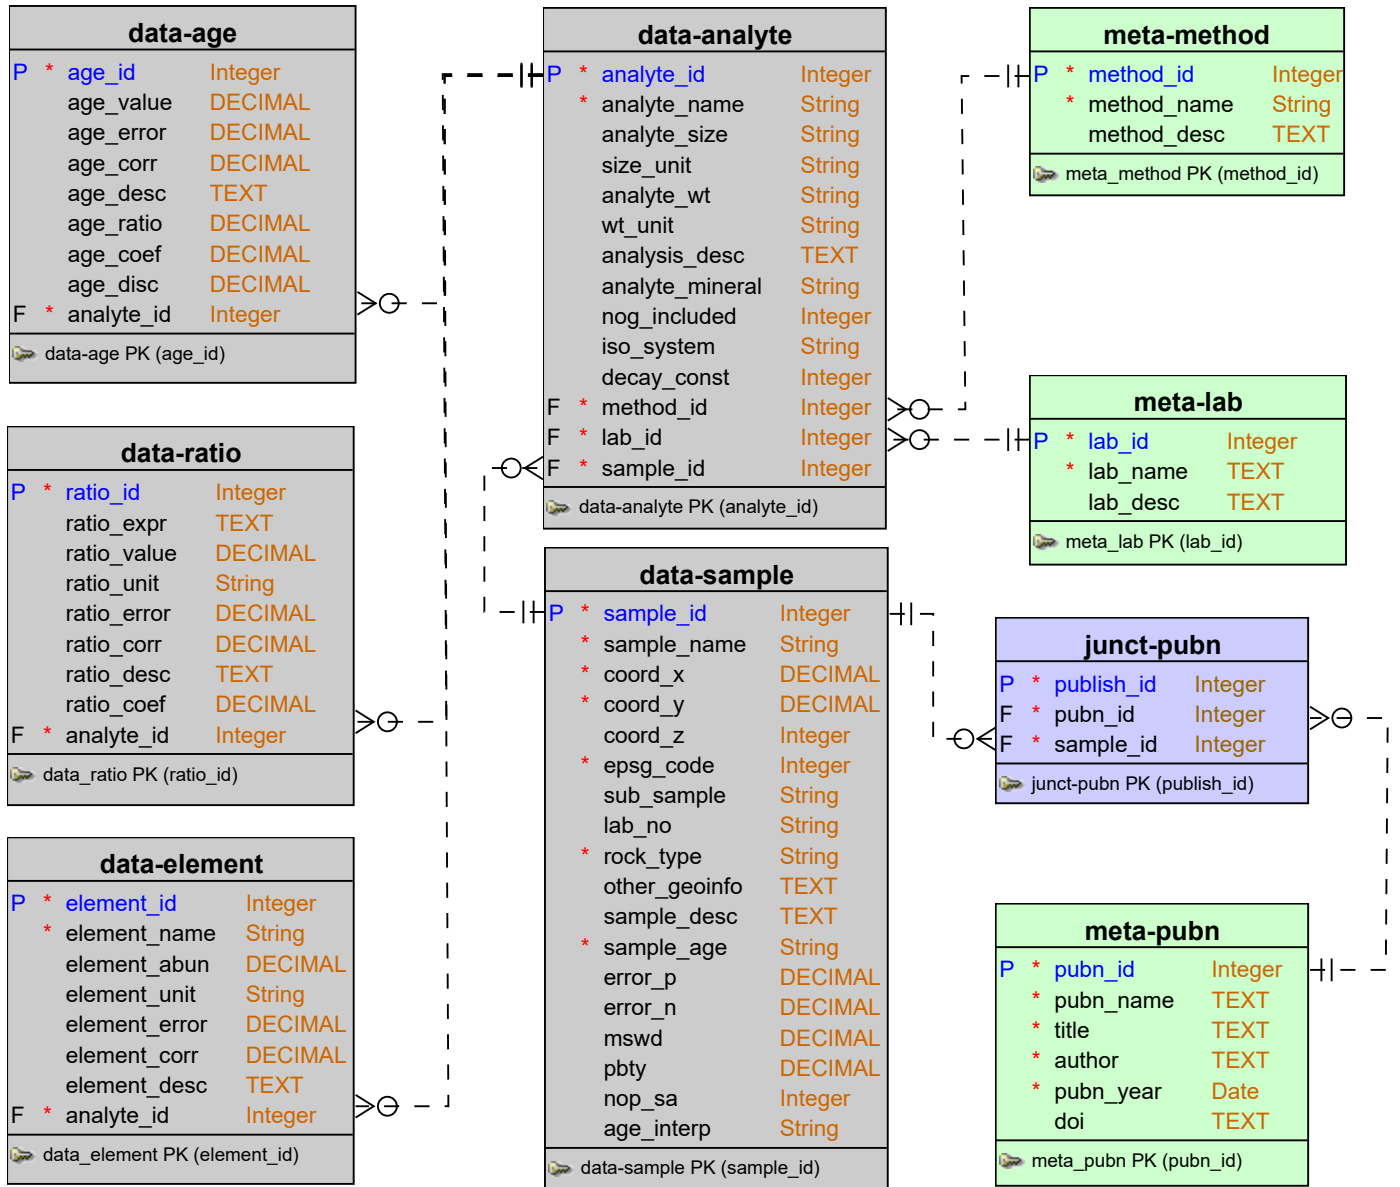 data-age
P * age_id Integer
age_value DECIMAL
age_error DECIMAL
age_corr DECIMAL
age_desc TEXT
age_ratio DECIMAL
age_coef DECIMAL
age_disc DECIMAL
F * analyte_id Integer
data-age PK (age_id)
data-ratio
P * ratio_id Integer
ratio_expr TEXT
ratio_value DECIMAL
ratio_unit String
ratio_error DECIMAL
ratio_corr DECIMAL
ratio_desc TEXT
ratio_coef DECIMAL
F * analyte_id Integer
data_ratio PK (ratio_id)
data-element
P * element_id Integer
* element_name String
element_abun DECIMAL
element_unit String
element_error DECIMAL
element_corr DECIMAL
element_desc TEXT
F * analyte_id Integer
data_element PK (element_id)
data-analyte
P * analyte_id Integer
* analyte_name String
analyte_size String
size_unit String
analyte_wt String
wt_unit String
analysis_desc TEXT
analyte_mineral String
nog_included Integer
iso_system String
decay_const Integer
F * method_id Integer
F * lab_id Integer
F * sample_id Integer
data-analyte PK (analyte_id)
data-sample
P * sample_id Integer
* sample_name String
* coord_x DECIMAL
* coord_y DECIMAL
coord_z Integer
* epsg_code Integer
sub_sample String
lab_no String
* rock_type String
other_geoinfo TEXT
sample_desc TEXT
* sample_age String
error_p DECIMAL
error_n DECIMAL
mswd DECIMAL
pbty DECIMAL
nop_sa Integer
age_interp String
data-sample PK (sample_id)
meta-method
P * method_id Integer
* method_name String
method_desc TEXT
meta_method PK (method_id)
meta-lab
P * lab_id Integer
* lab_name TEXT
lab_desc TEXT
meta_lab PK (lab_id)
junct-pubn
P * publish_id Integer
F * pubn_id Integer
F * sample_id Integer
junct-pubn PK (publish_id)
meta-pubn
P * pubn_id Integer
* pubn_name TEXT
* title TEXT
* author TEXT
* pubn_year Date
doi TEXT
meta_pubn PK (pubn_id)